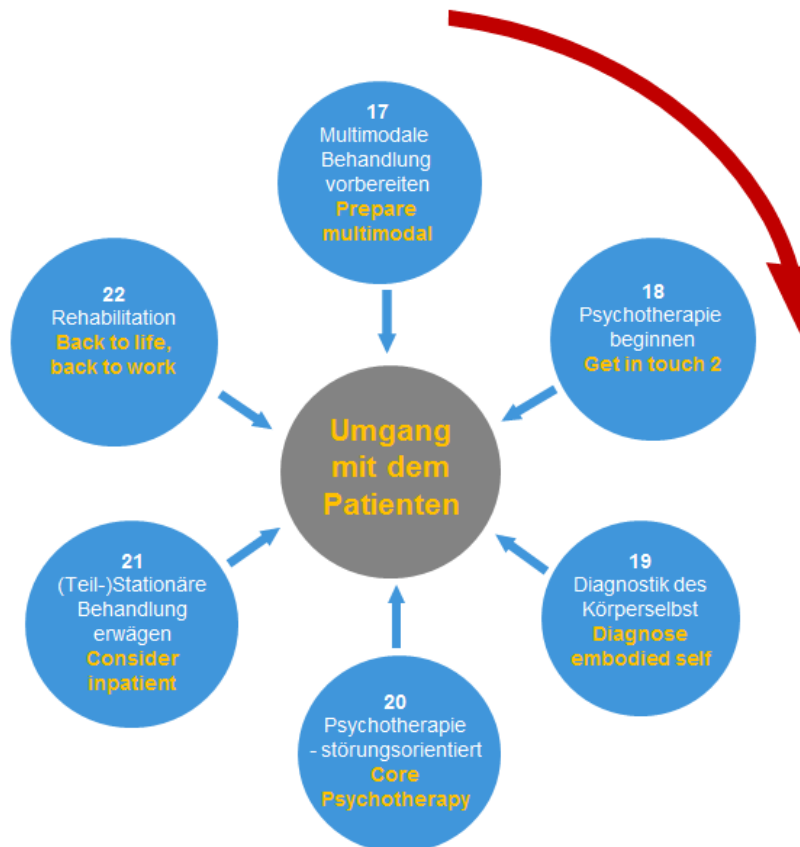 17
Multimodale
Behandlung
vorbereiten
Prepare
multimodal
18
Psychotherapie
beginnen
Get in touch 2
19
Diagnostik des
Körperselbst
Diagnose
embodied self
20
Psychotherapie
- störungsorientiert
Core
Psychotherapy
21
(Teil-)Stationäre
Behandlung
erwägen
Consider
inpatient
22
Rehabilitation
Back to life,
back to work
Umgang
mit dem
Patienten